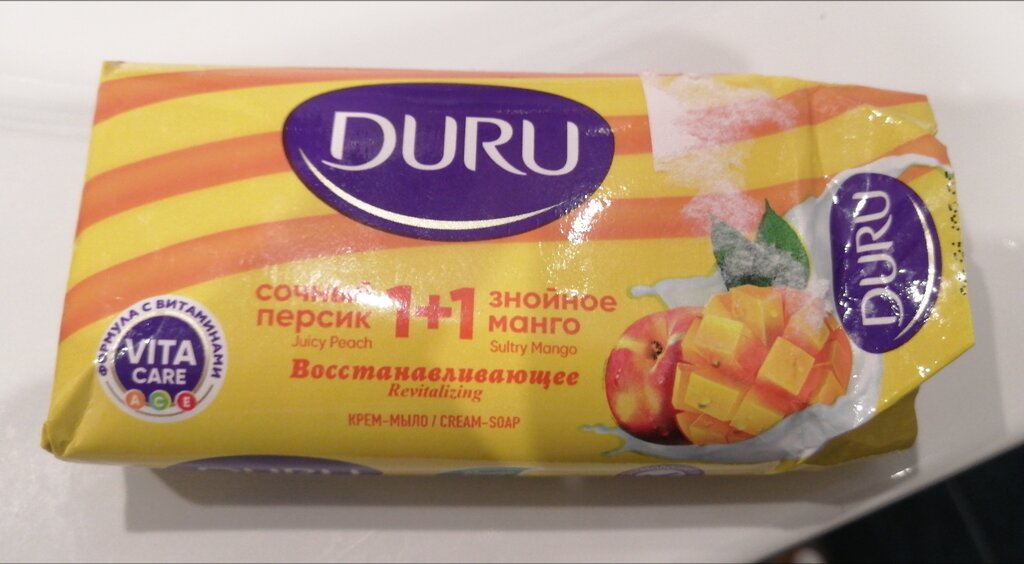 DURU
сочный
персик
Juicy Peach
1+1
знойное
манго
Sultry Mango
Восстанавливающее
Revitalizing
КРЕМ-МЫЛО / CREAM-SOAP
ФОРМУЛА С ВИТАМИНАМИ
VITA
CARE
A C E
DURU
DURU